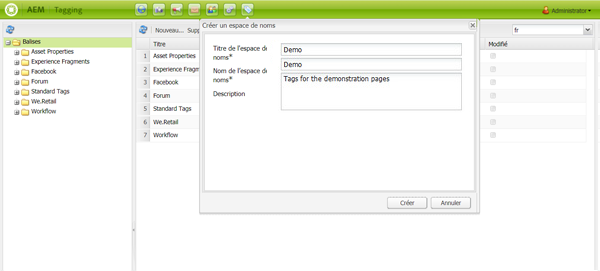 AEM Tagging
Administrator
Balises
Asset Properties
Experience Fragments
Facebook
Forum
Standard Tags
We.Retail
Workflow
Nouveau... Supp
fr
Titre
Modifié
1 Asset Properties
2 Experience Fragm
3 Facebook
4 Forum
5 Standard Tags
6 We.Retail
7 Workflow
Créer un espace de noms
Titre de l'espace de
noms*
Demo
Nom de l'espace de
noms*
Demo
Description
Tags for the demonstration pages
Créer
Annuler